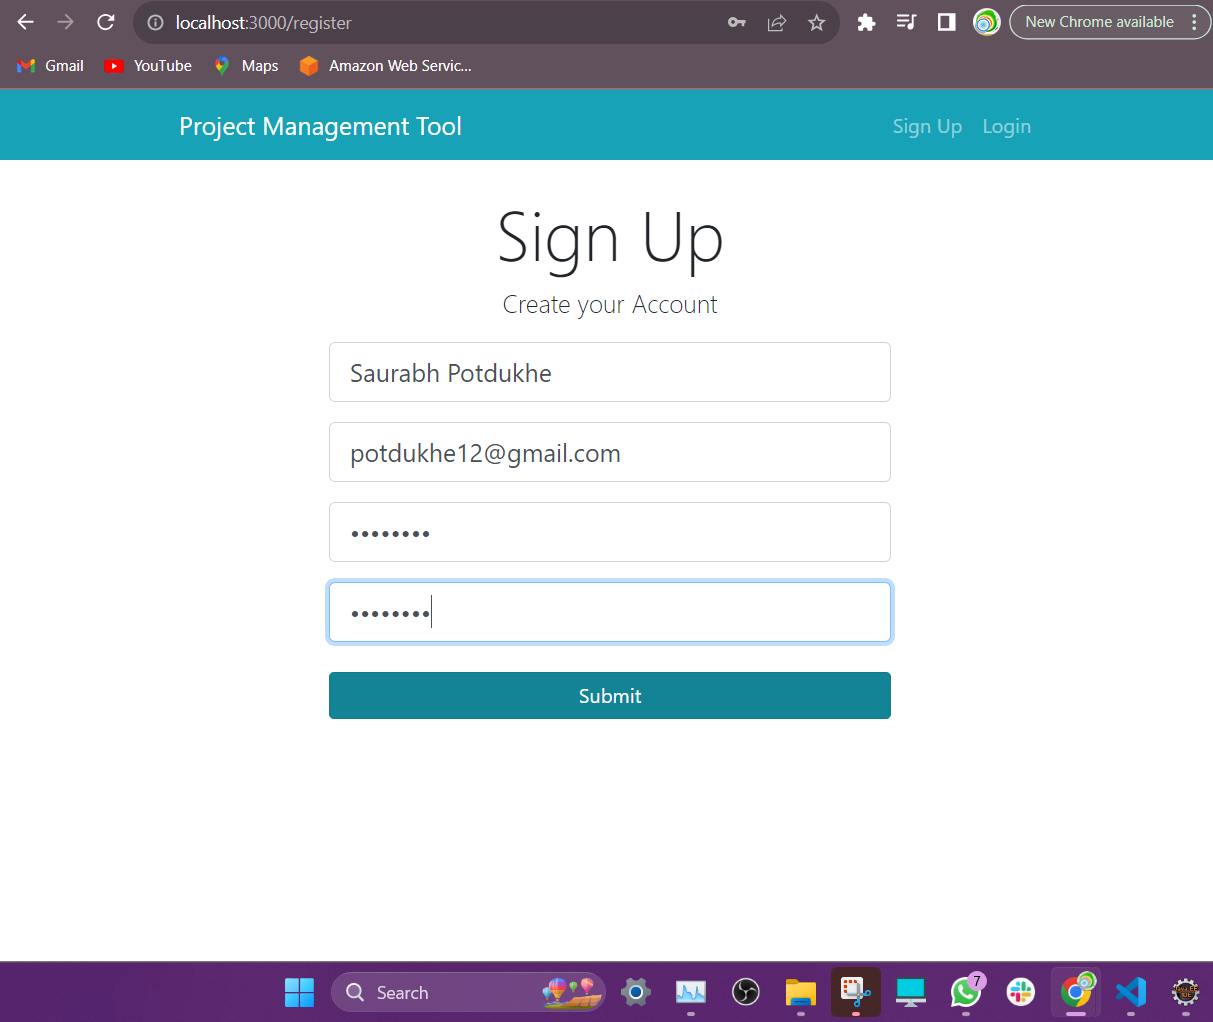 localhost:3000/register
New Chrome available
Gmail YouTube Maps Amazon Web Servic...
Project Management Tool Sign Up Login
Sign Up
Create your Account
Saurabh Potdukhe
potdukhe12@gmail.com
••••••••
••••••••
Submit
Search
7